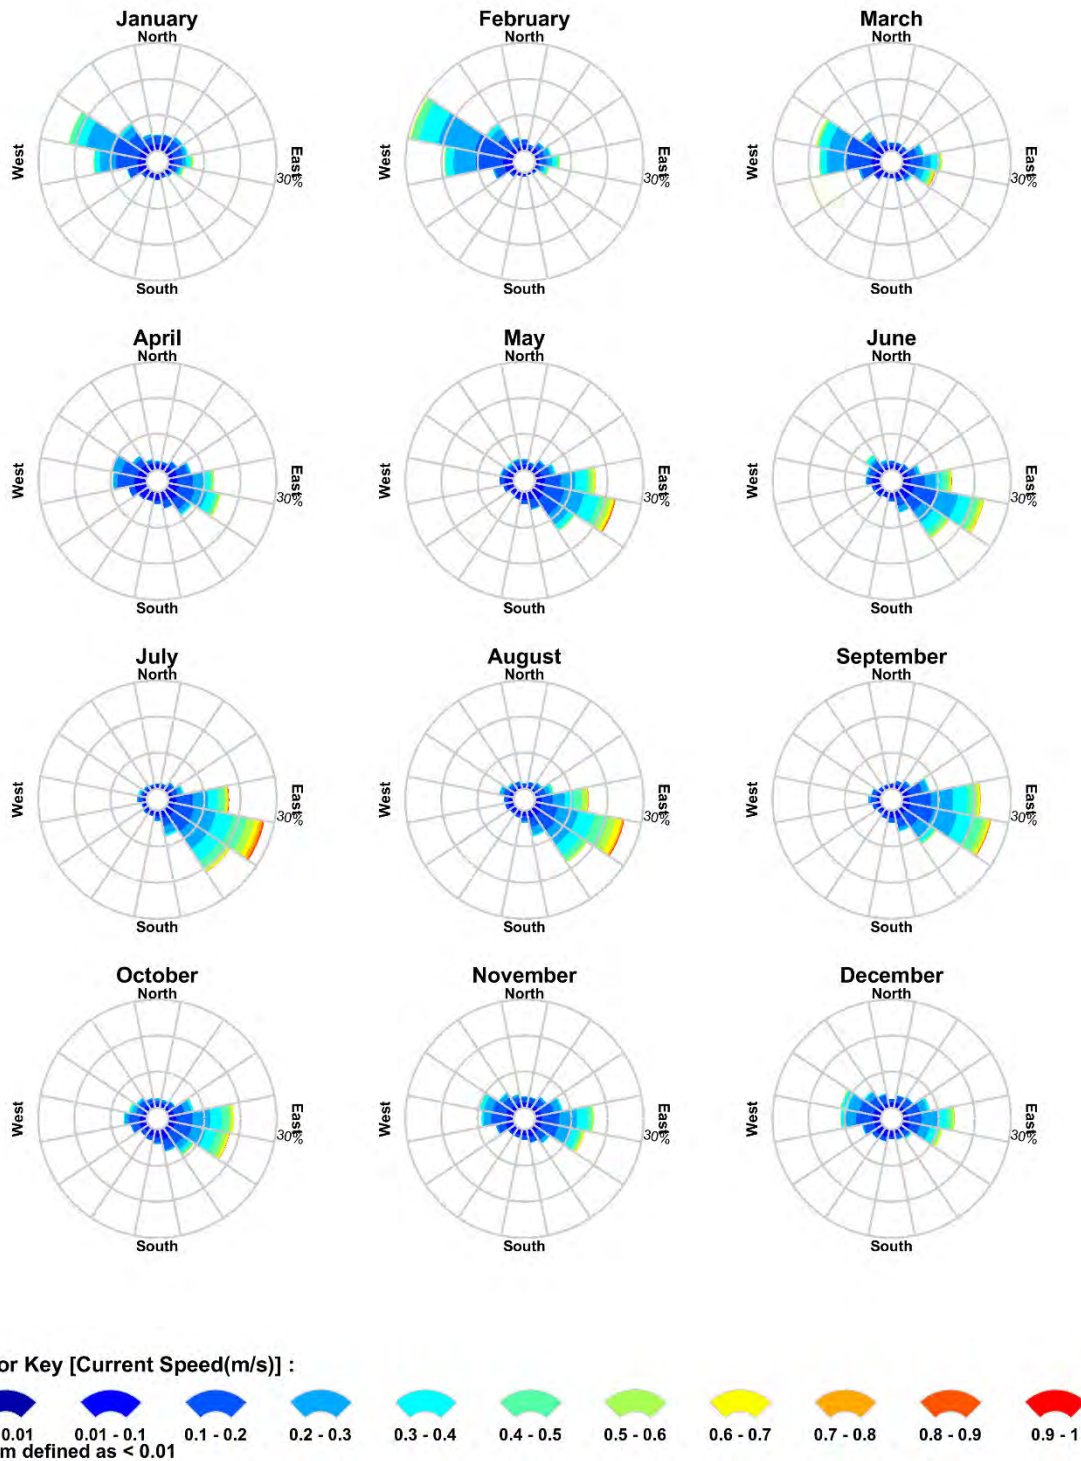 January February March
North North North
West East 30% West East 30% West East 30%
South South South
April May June
North North North
West East 30% West East 30% West East 30%
South South South
July August September
North North North
West East 30% West East 30% West East 30%
South South South
October November December
North North North
West East 30% West East 30% West East 30%
South South South
or Key [Current Speed(m/s)] :
0.01 0.01 - 0.1 0.1 - 0.2 0.2 - 0.3 0.3 - 0.4 0.4 - 0.5 0.5 - 0.6 0.6 - 0.7 0.7 - 0.8 0.8 - 0.9 0.9 - 1
m defined as < 0.01